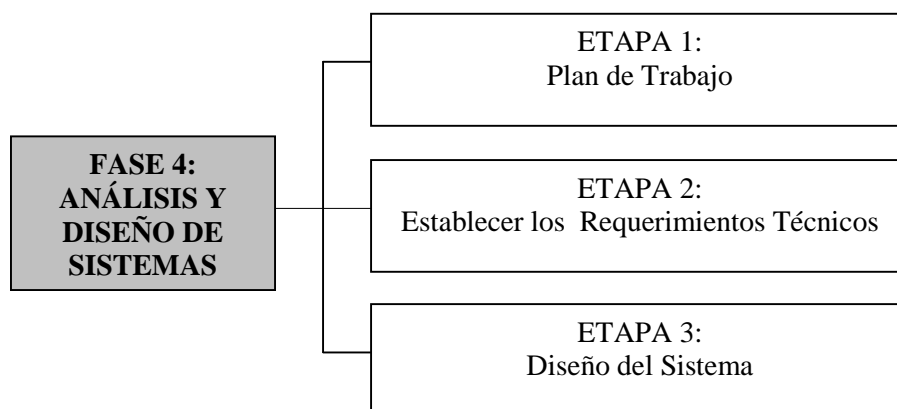 FASE 4:
ANÁLISIS Y
DISEÑO DE
SISTEMAS
ETAPA 1:
Plan de Trabajo
ETAPA 2:
Establecer los Requerimientos Técnicos
ETAPA 3:
Diseño del Sistema